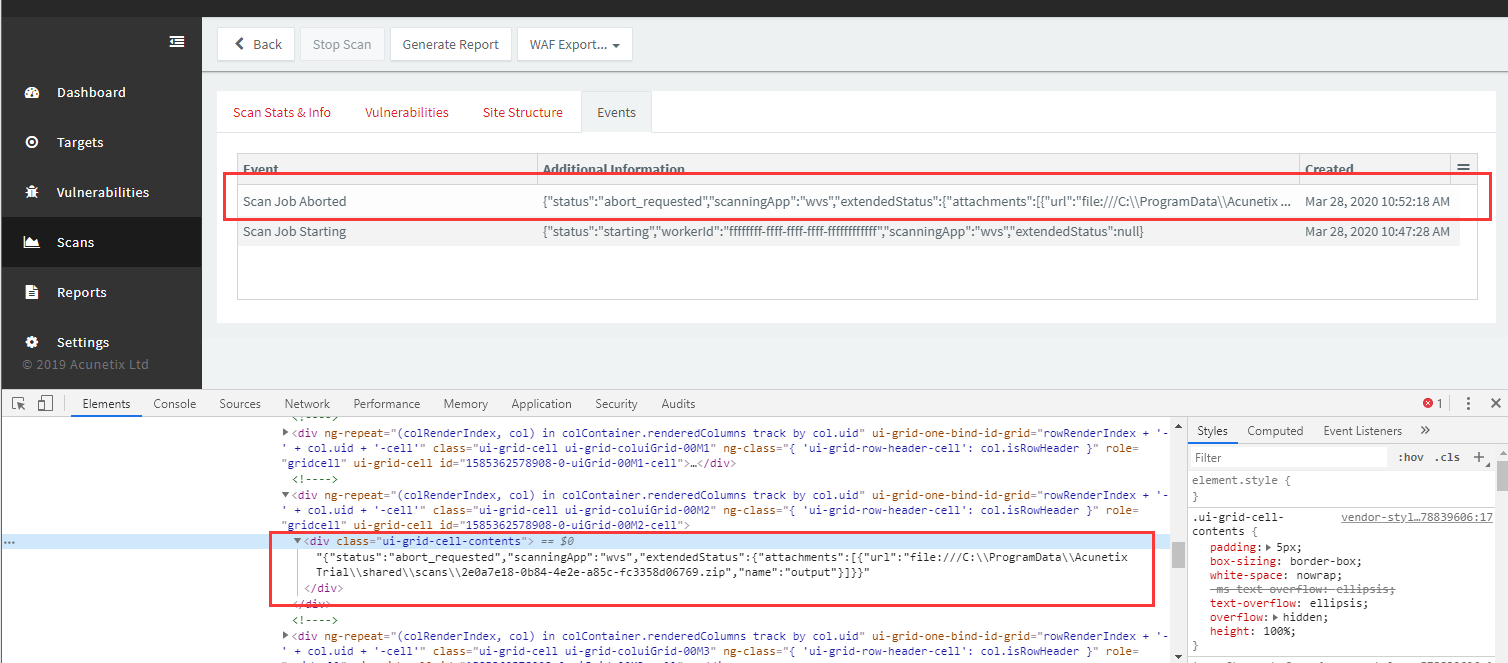 Back Stop Scan Generate Report WAF Export...
Dashboard
Targets
Vulnerabilities
Scans
Reports
Settings
© 2019 Acunetix Ltd
Scan Stats & Info Vulnerabilities Site Structure Events
Event Additional Information Created
Scan Job Aborted {"status":"abort_requested","scanningApp":"wvs","extendedStatus":{"attachments":[{"url":"file:///C:\\ProgramData\\Acunetix ... Mar 28, 2020 10:52:18 AM
Scan Job Starting {"status":"starting","workerId":"ffffffff-ffff-ffff-ffff-ffffffffffff","scanningApp":"wvs","extendedStatus":null} Mar 28, 2020 10:47:28 AM
Elements Console Sources Network Performance Memory Application Security Audits 1
<!---->
<div ng-repeat="(colRenderIndex, col) in colContainer.renderedColumns track by col.uid" ui-grid-one-bind-id-grid="rowRenderIndex + '-
' + col.uid + '-cell'" class="ui-grid-cell ui-grid-coluiGrid-00M1" ng-class="{ 'ui-grid-row-header-cell': col.isRowHeader }" role=
"gridcell" ui-grid-cell id="1585362578908-0-uiGrid-00M1-cell">…</div>
<!---->
<div ng-repeat="(colRenderIndex, col) in colContainer.renderedColumns track by col.uid" ui-grid-one-bind-id-grid="rowRenderIndex + '-
' + col.uid + '-cell'" class="ui-grid-cell ui-grid-coluiGrid-00M2" ng-class="{ 'ui-grid-row-header-cell': col.isRowHeader }" role=
"gridcell" ui-grid-cell id="1585362578908-0-uiGrid-00M2-cell">
<div class="ui-grid-cell-contents"> == $0
"{"status":"abort_requested","scanningApp":"wvs","extendedStatus":{"attachments":[{"url":"file:///C:\\ProgramData\\Acunetix
Trial\\shared\\scans\\2e0a7e18-0b84-4e2e-a85c-fc3358d06769.zip","name":"output"}]}}"
</div>
</div>
<!---->
<div ng-repeat="(colRenderIndex, col) in colContainer.renderedColumns track by col.uid" ui-grid-one-bind-id-grid="rowRenderIndex + '-
' + col.uid + '-cell'" class="ui-grid-cell ui-grid-coluiGrid-00M3" ng-class="{ 'ui-grid-row-header-cell': col.isRowHeader }" role=
Styles Computed Event Listeners »
Filter :hov .cls +
element.style {
}
.ui-grid-cell- vendor-styl…78839606:17
contents {
padding: 5px;
box-sizing: border-box;
white-space: nowrap;
-ms-text-overflow: ellipsis;
text-overflow: ellipsis;
overflow: hidden;
height: 100%;
}